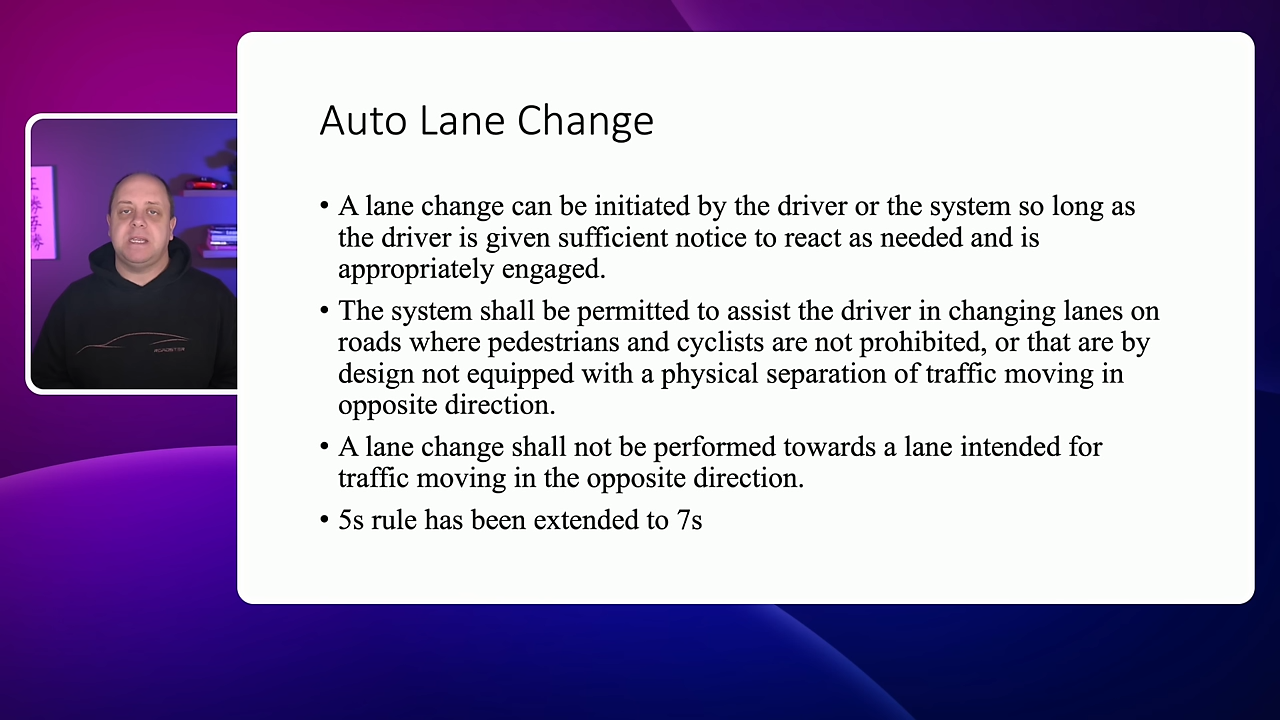 Auto Lane Change
• A lane change can be initiated by the driver or the system so long as
the driver is given sufficient notice to react as needed and is
appropriately engaged.
• The system shall be permitted to assist the driver in changing lanes on
roads where pedestrians and cyclists are not prohibited, or that are by
design not equipped with a physical separation of traffic moving in
opposite direction.
• A lane change shall not be performed towards a lane intended for
traffic moving in the opposite direction.
• 5s rule has been extended to 7s
ROADSTER